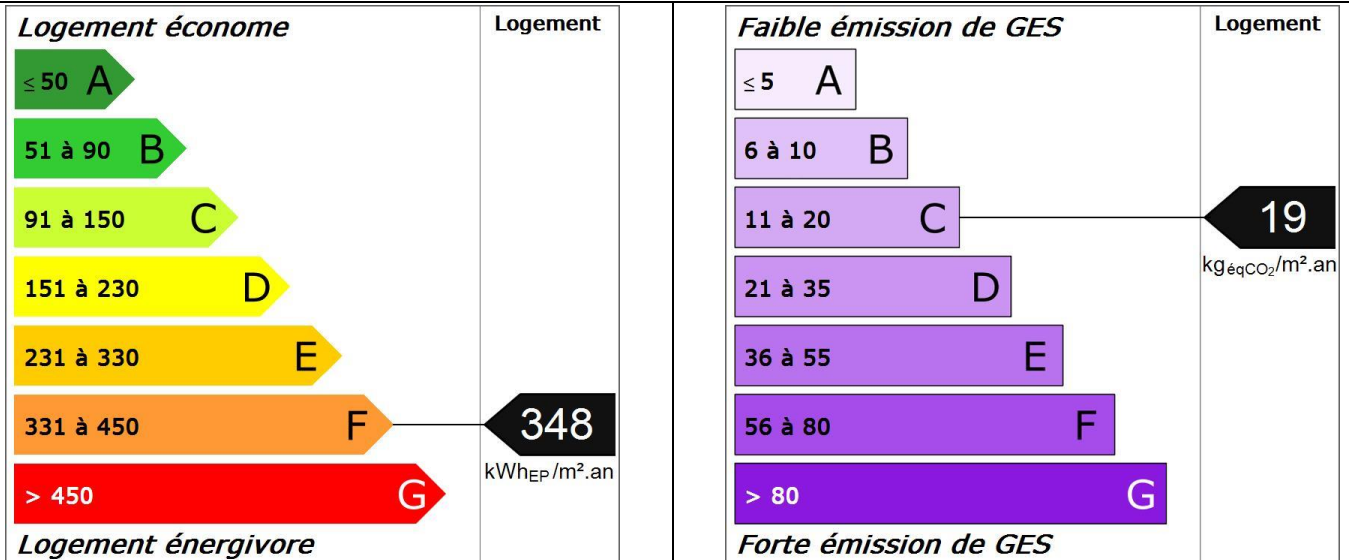 Logement économe
Logement
≤ 50 A
51 à 90 B
91 à 150 C
151 à 230 D
231 à 330 E
331 à 450 F
348
kWhEP/m².an
> 450 G
Logement énergivore
Faible émission de GES
Logement
≤ 5 A
6 à 10 B
11 à 20 C
19
kgéqCO₂/m².an
21 à 35 D
36 à 55 E
56 à 80 F
> 80 G
Forte émission de GES